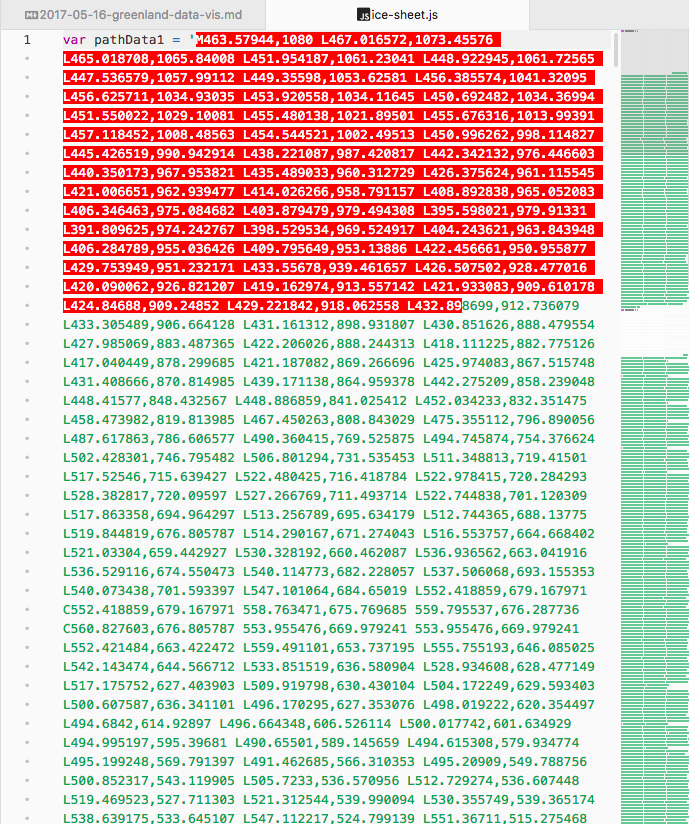 2017-05-16-greenland-data-vis.md
ice-sheet.js
1 var pathData1 = 'M463.57944,1080 L467.016572,1073.45576
L465.018708,1065.84008 L451.954187,1061.23041 L448.922945,1061.72565
L447.536579,1057.99112 L449.35598,1053.62581 L456.385574,1041.32095
L456.625711,1034.93035 L453.920558,1034.11645 L450.692482,1034.36994
L451.550022,1029.10081 L455.480138,1021.89501 L455.676316,1013.99391
L457.118452,1008.48563 L454.544521,1002.49513 L450.996262,998.114827
L445.426519,990.942914 L438.221087,987.420817 L442.342132,976.446603
L440.350173,967.953821 L435.489033,960.312729 L426.375624,961.115545
L421.006651,962.939477 L414.026266,958.791157 L408.892838,965.052083
L406.346463,975.084682 L403.879479,979.494308 L395.598021,979.91331
L391.809625,974.242767 L398.529534,969.524917 L404.243621,963.843948
L406.284789,955.036426 L409.795649,953.13886 L422.456661,950.955877
L429.753949,951.232171 L433.55678,939.461657 L426.507502,928.477016
L420.090062,926.821207 L419.162974,913.557142 L421.933083,909.610178
L424.84688,909.24852 L429.221842,918.062558 L432.898699,912.736079
L433.305489,906.664128 L431.161312,898.931807 L430.851626,888.479554
L427.985069,883.487365 L422.206026,888.244313 L418.111225,882.775126
L417.040449,878.299685 L421.187082,869.266696 L425.974083,867.515748
L431.408666,870.814985 L439.171138,864.959378 L442.275209,858.239048
L448.41577,848.432567 L448.886859,841.025412 L452.034233,832.351475
L458.473982,819.813985 L467.450263,808.843029 L475.355112,796.890056
L487.617863,786.606577 L490.360415,769.525875 L494.745874,754.376624
L502.428301,746.795482 L506.801294,731.535453 L511.348813,719.41501
L517.52546,715.639427 L522.480425,716.418784 L522.978415,720.284293
L528.382817,720.09597 L527.266769,711.493714 L522.744838,701.120309
L517.863358,694.964297 L513.256789,695.634179 L512.744365,688.13775
L519.844819,676.805787 L514.290167,671.274043 L516.553757,664.668402
L521.03304,659.442927 L530.328192,660.462087 L536.936562,663.041916
L536.529116,674.550473 L540.114773,682.228057 L537.506068,693.155353
L540.073438,701.593397 L547.101064,684.65019 L552.418859,679.167971
C552.418859,679.167971 558.763471,675.769685 559.795537,676.287736
C560.827603,676.805787 553.955476,669.979241 553.955476,669.979241
L552.421484,663.422472 L559.491101,653.737195 L555.755193,646.085025
L542.143474,644.566712 L533.851519,636.580904 L528.934608,628.477149
L517.175752,627.403903 L509.919798,630.430104 L504.172249,629.593403
L500.607587,636.341101 L496.170295,627.353076 L498.019222,620.354497
L494.6842,614.92897 L496.664348,606.526114 L500.017742,601.634929
L494.995197,595.39681 L490.65501,589.145659 L494.615308,579.934774
L495.199248,569.791397 L491.462685,566.310353 L495.20909,549.788756
L500.852317,543.119905 L505.7233,536.570956 L512.729274,536.607448
L519.469523,527.711303 L521.312544,539.990094 L530.355749,539.365174
L538.639175,533.645107 L547.112217,524.799139 L551.36711,515.275468